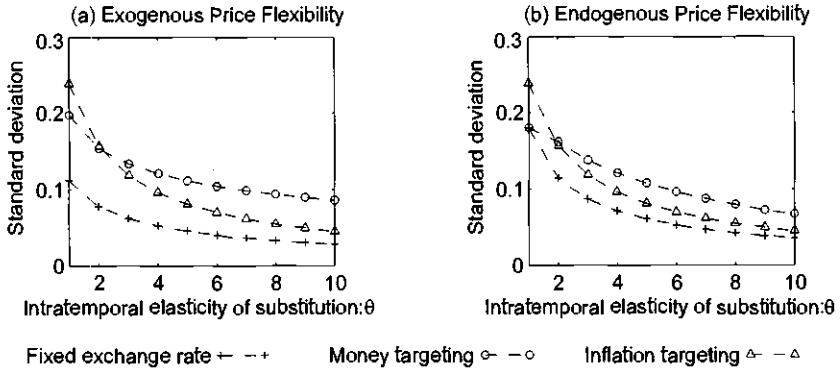 (a) Exogenous Price Flexibility
0.3
0.2
0.1
0
Standard deviation
2 4 6 8 10
Intratemporal elasticity of substitution:θ
(b) Endogenous Price Flexibility
0.3
0.2
0.1
0
Standard deviation
2 4 6 8 10
Intratemporal elasticity of substitution:θ
Fixed exchange rate Money targeting Inflation targeting